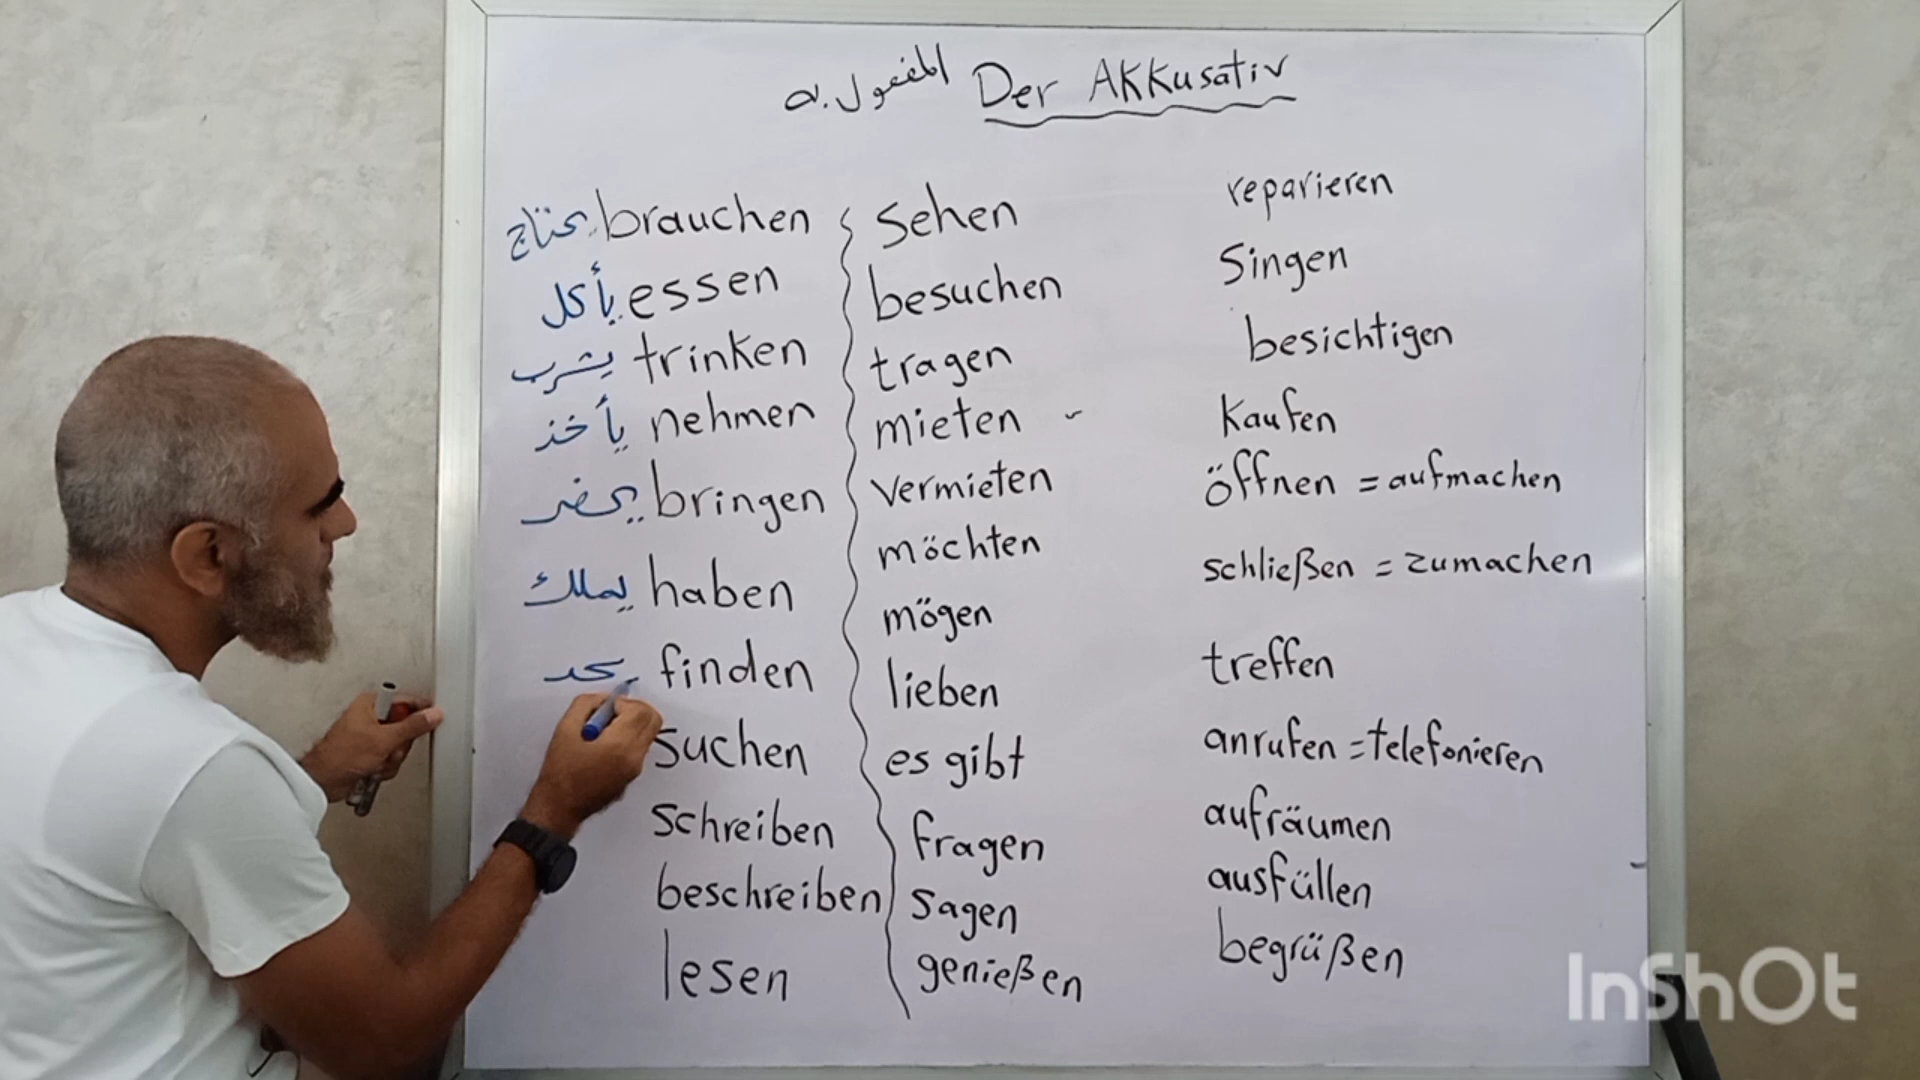 Der Akkusativ المفعول به
brauchen يحتاج
essen يأكل
trinken يشرب
nehmen يأخذ
bringen يحضر
haben يملك
finden يجد
suchen
schreiben
beschreiben
lesen
sehen
besuchen
tragen
mieten
vermieten
möchten
mögen
lieben
es gibt
fragen
sagen
genießen
reparieren
singen
besichtigen
kaufen
öffnen = aufmachen
schließen = zumachen
treffen
anrufen = telefonieren
aufräumen
ausfüllen
begrüßen
InShOt